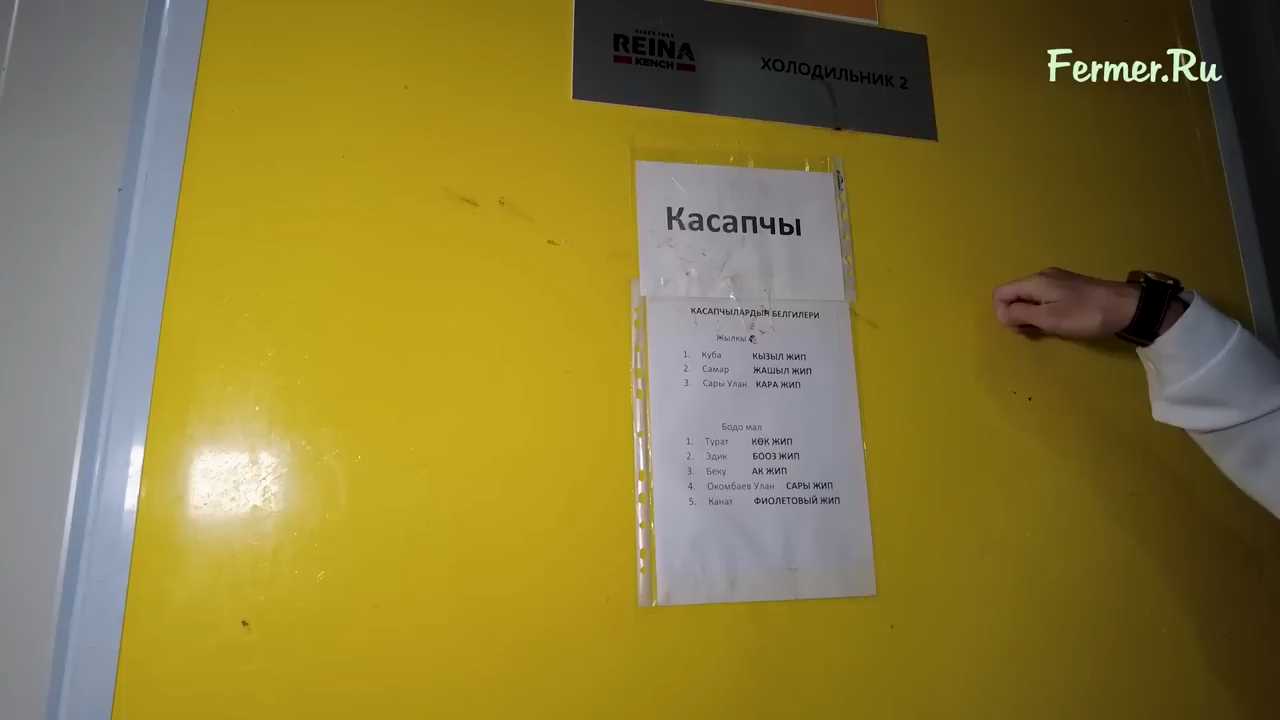 SINCE 1997
REINA
KENCH
ХОЛОДИЛЬНИК 2
Fermer.Ru
Касапчы
КАСАПЧЫЛАРДЫН БЕЛГИЛЕРИ
Жылкы
1. Куба КЫЗЫЛ ЖИП
2. Самар ЖАШЫЛ ЖИП
3. Сары Улан КАРА ЖИП
Бодо мал
1. Турат КӨК ЖИП
2. Эдик БООЗ ЖИП
3. Беку АК ЖИП
4. Окомбаев Улан САРЫ ЖИП
5. Канат ФИОЛЕТОВЫЙ ЖИП